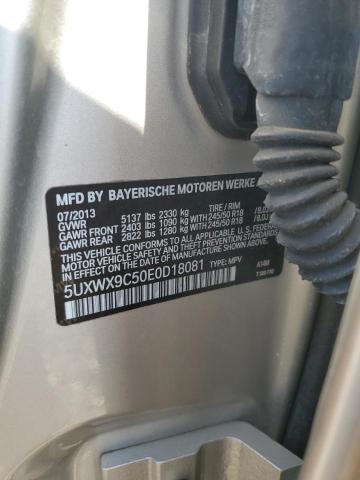 MFD BY BAYERISCHE MOTOREN WERKE
07/2013 TIRE / RIM
GVWR 5137 lbs 2330 kg
GAWR FRONT 2403 lbs 1090 kg WITH 245/50 R18
GAWR REAR 2822 lbs 1280 kg WITH 245/50 R18
THIS VEHICLE CONFORMS TO ALL APPLICABLE U.S. FEDERAL
SAFETY, BUMPER AND THEFT PREVENTION STANDARDS IN
EFFECT ON THE DATE OF MANUFACTURE SHOWN ABOVE.
5UXWX9C50E0D18081 TYPE: MPV